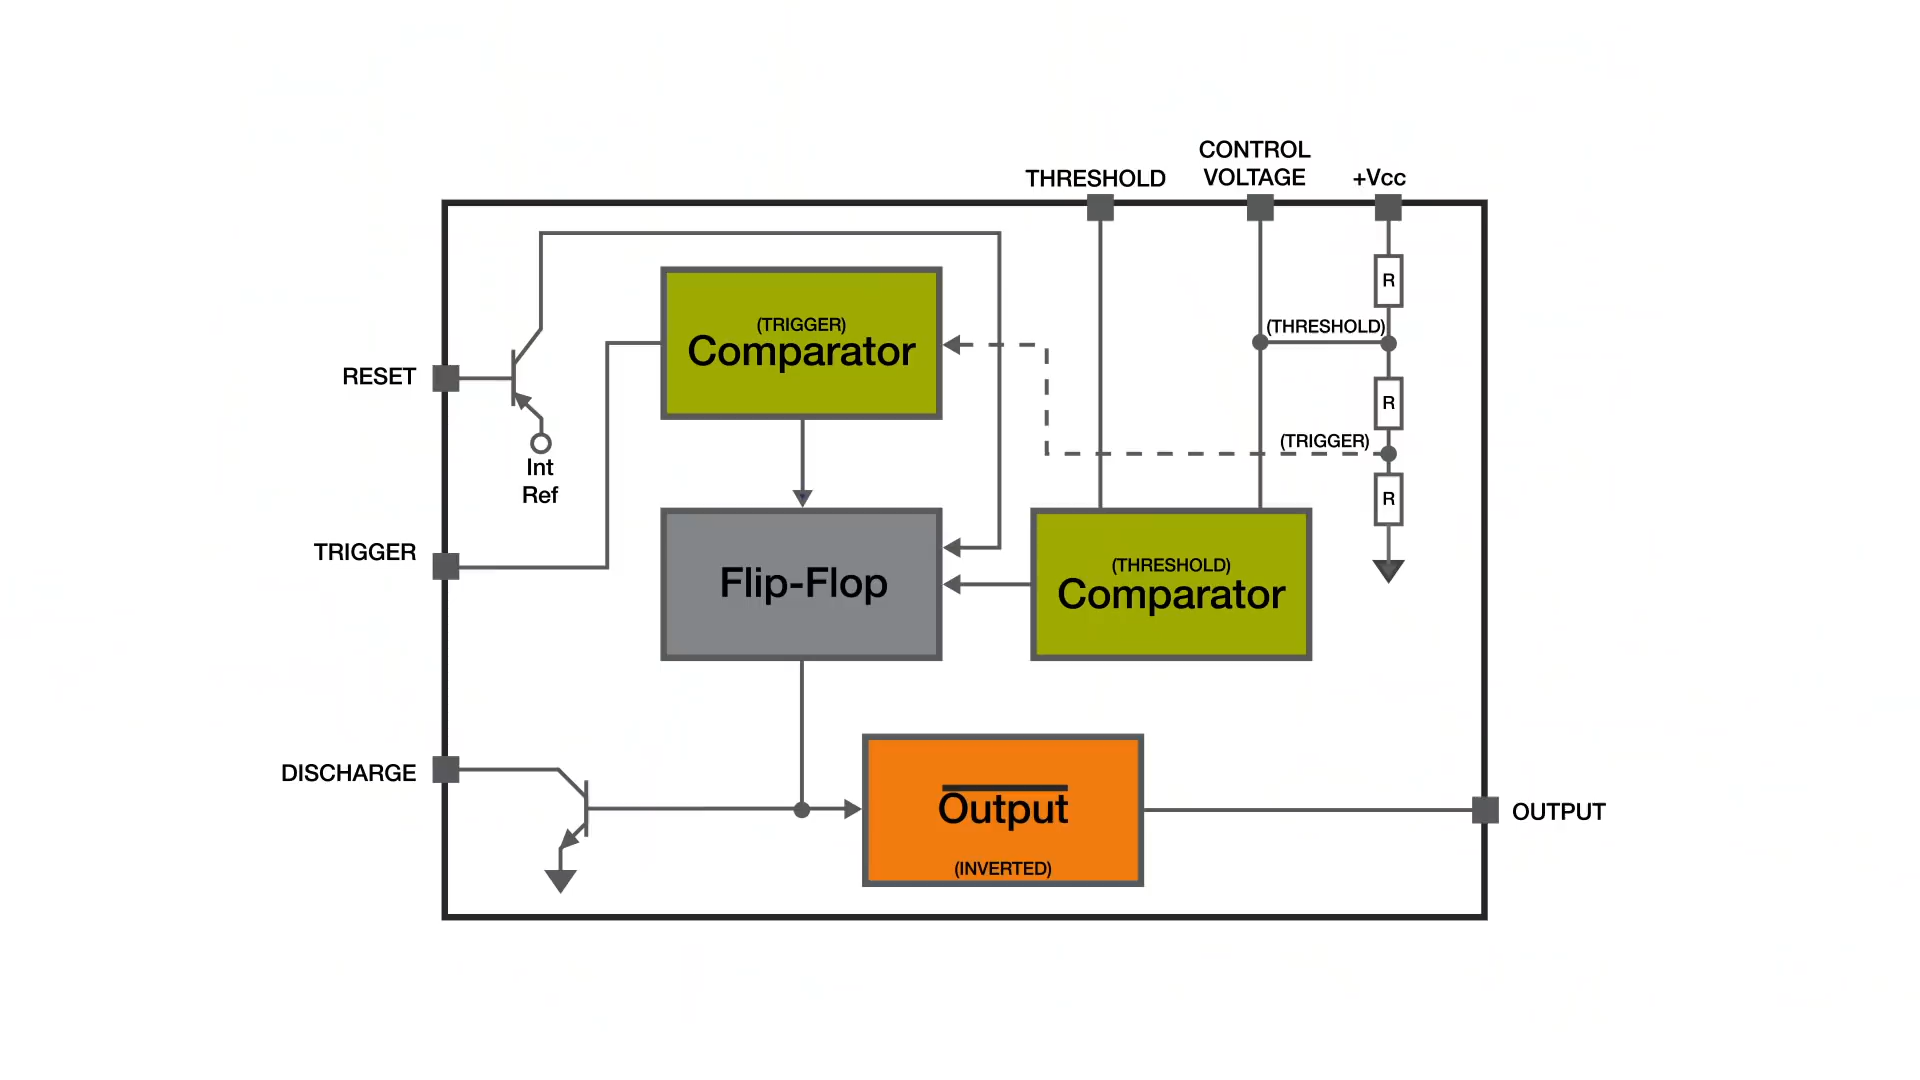 CONTROL
THRESHOLD
VOLTAGE
+Vcc
R
(TRIGGER)
Comparator
(THRESHOLD)
RESET
R
(TRIGGER)
Int
Ref
R
TRIGGER
Flip-Flop
(THRESHOLD)
Comparator
DISCHARGE
Output
(INVERTED)
OUTPUT